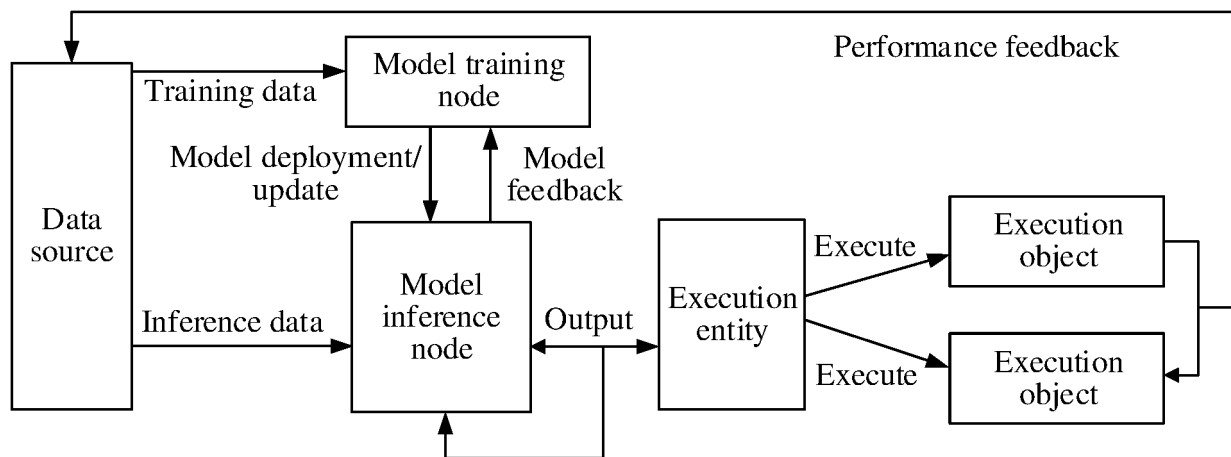 Performance feedback
Model training
node
Training data
Model deployment/
update
Model
feedback
Data
source
Inference data
Model
inference
node
Output
Execution
entity
Execute
Execute
Execution
object
Execution
object